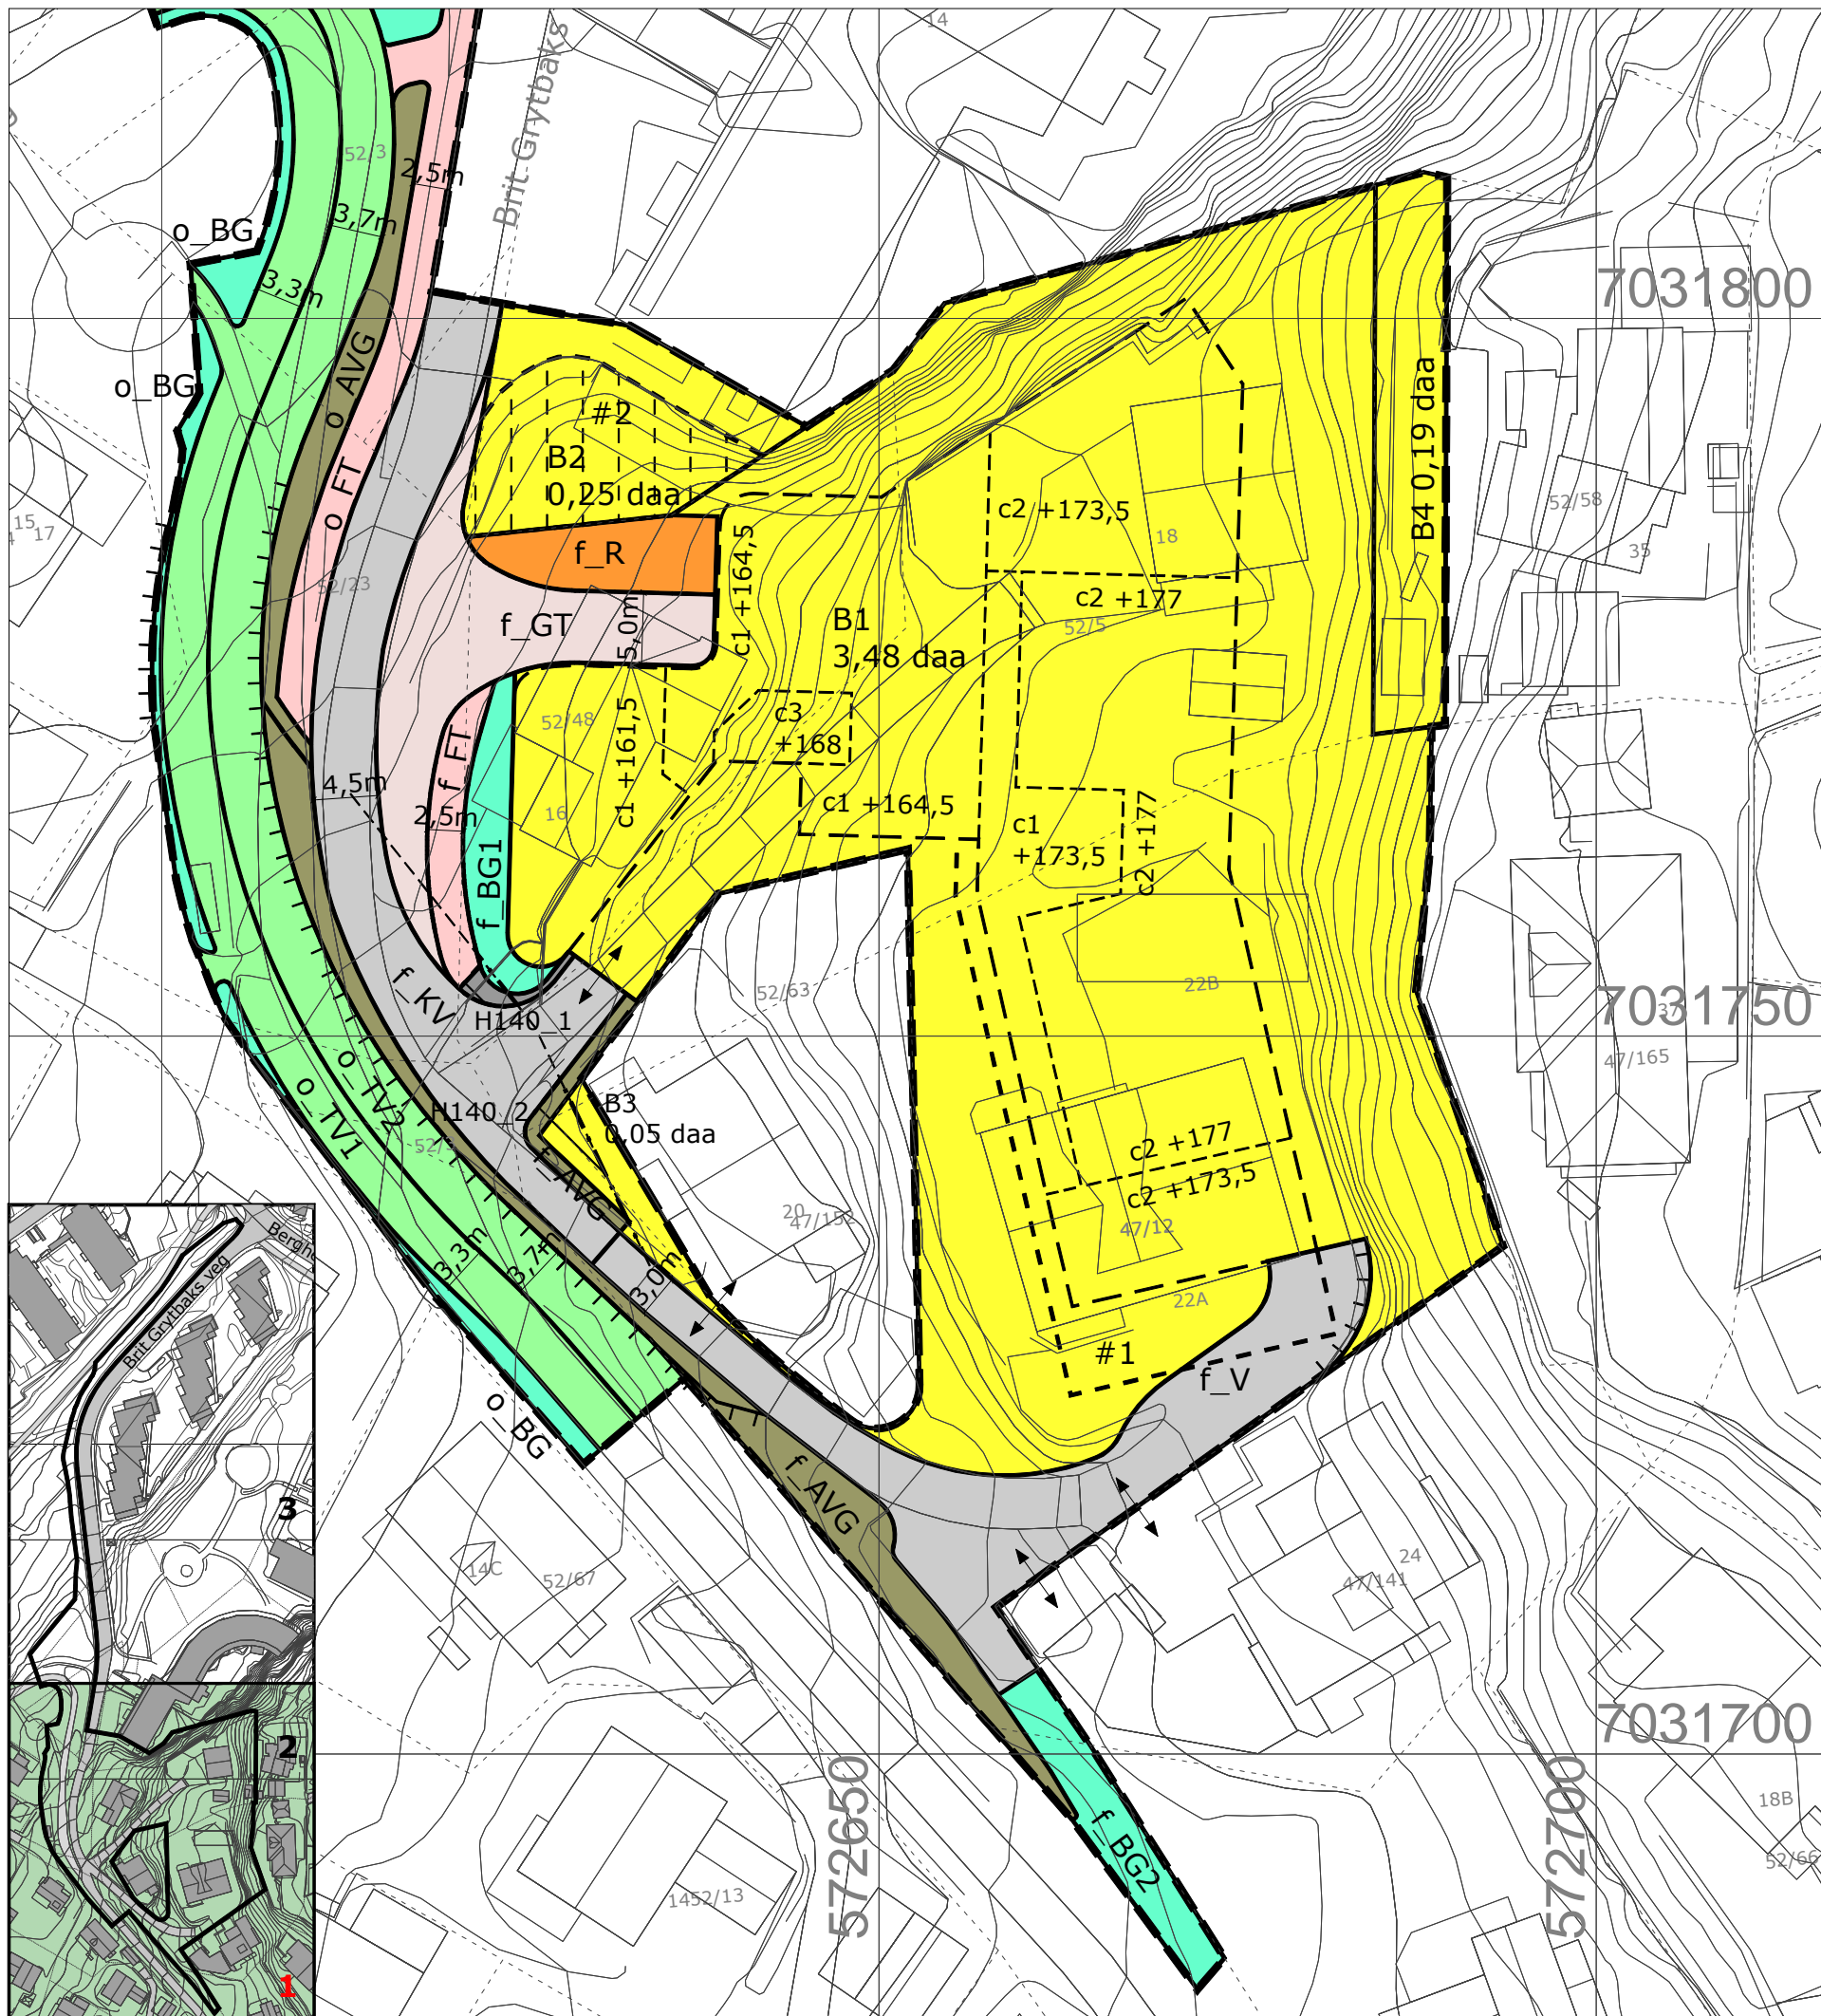 14
Brit Grytbaks
52/3
2,5m
3,7m
o_BG
3,3m
7031800
o_AVG
o_BG
#2
B2
0,25 daa
o_FT
15
17
B4 0,19 daa
52/58
35
c2 +173,5
18
f_R
c1 +164,5
52/23
c2 +177
f_GT
5,0m
B1
3,48 daa
52/5
52/48
c1 +161,5
c3
+168
f_FT
4,5m
2,5m
16
c1 +164,5
c1
+173,5
c2 +177
f_BG1
f_KV
52/63
22B
7031750
37
H140_1
47/165
o_TV2
o_TV1
B3
0,05 daa
H140_2
52/3
f_AVG
c2 +177
c2 +173,5
20
47/152
47/12
3,3m
3,7m
3,0m
22A
Brit Grytbaks veg
#1
f_V
o_BG
f_AVG
3
14C
52/67
24
47/141
7031700
2
572650
572700
18B
f_BG2
52/66
1452/13
1